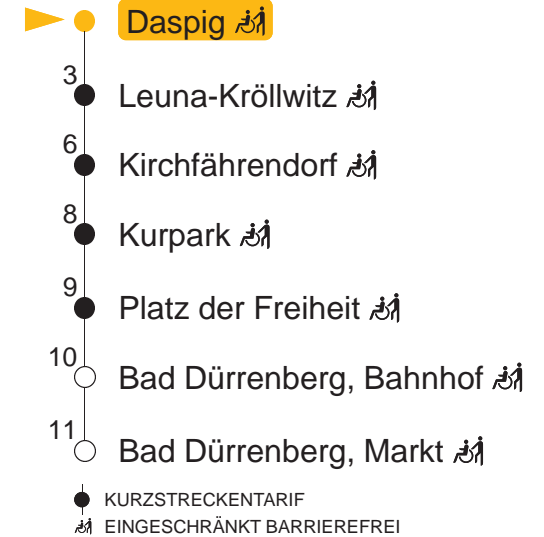 Daspig
3
Leuna-Kröllwitz
6
Kirchfährendorf
8
Kurpark
9
Platz der Freiheit
10
Bad Dürrenberg, Bahnhof
11
Bad Dürrenberg, Markt
KURZSTRECKENTARIF
EINGESCHRÄNKT BARRIEREFREI